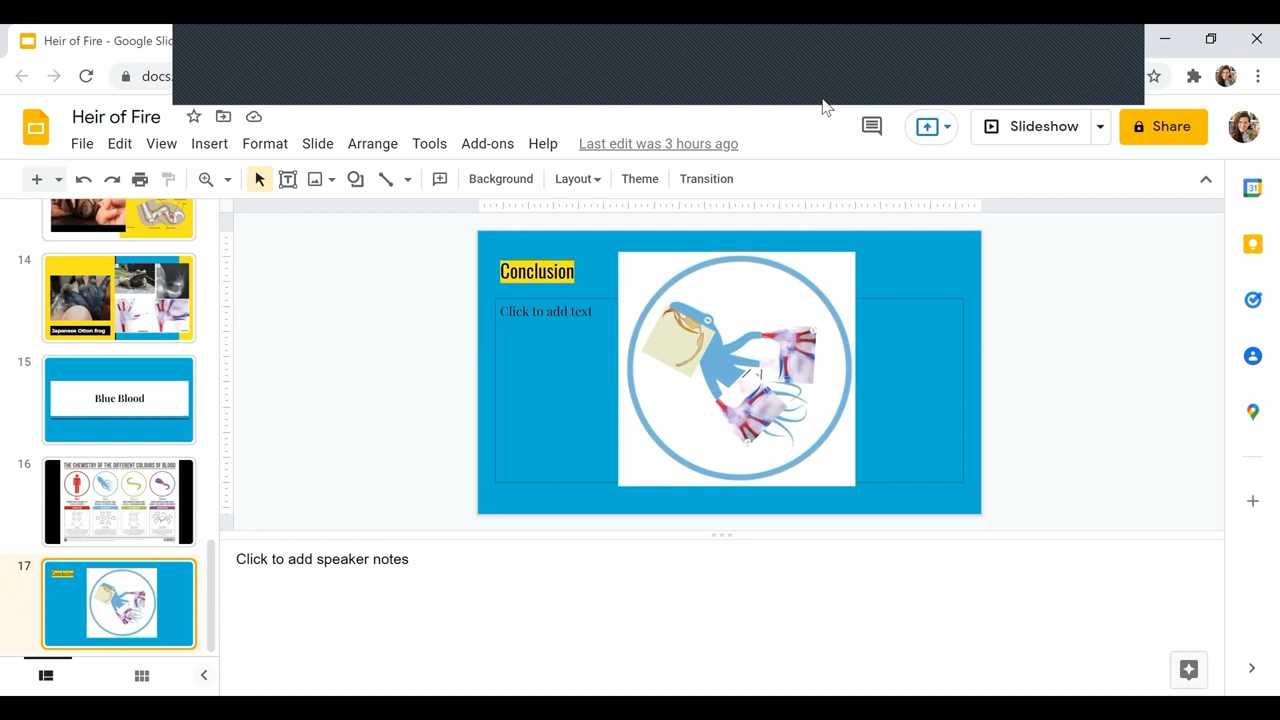 Heir of Fire - Google Slid
docs.
Heir of Fire
File Edit View Insert Format Slide Arrange Tools Add-ons Help Last edit was 3 hours ago
Slideshow
Share
Background Layout Theme Transition
31
14
Japanese Otton frog
15
Blue Blood
16
THE CHEMISTRY OF THE DIFFERENT COLOURS OF BLOOD
17
Conclusion
Conclusion
Click to add text
Click to add speaker notes